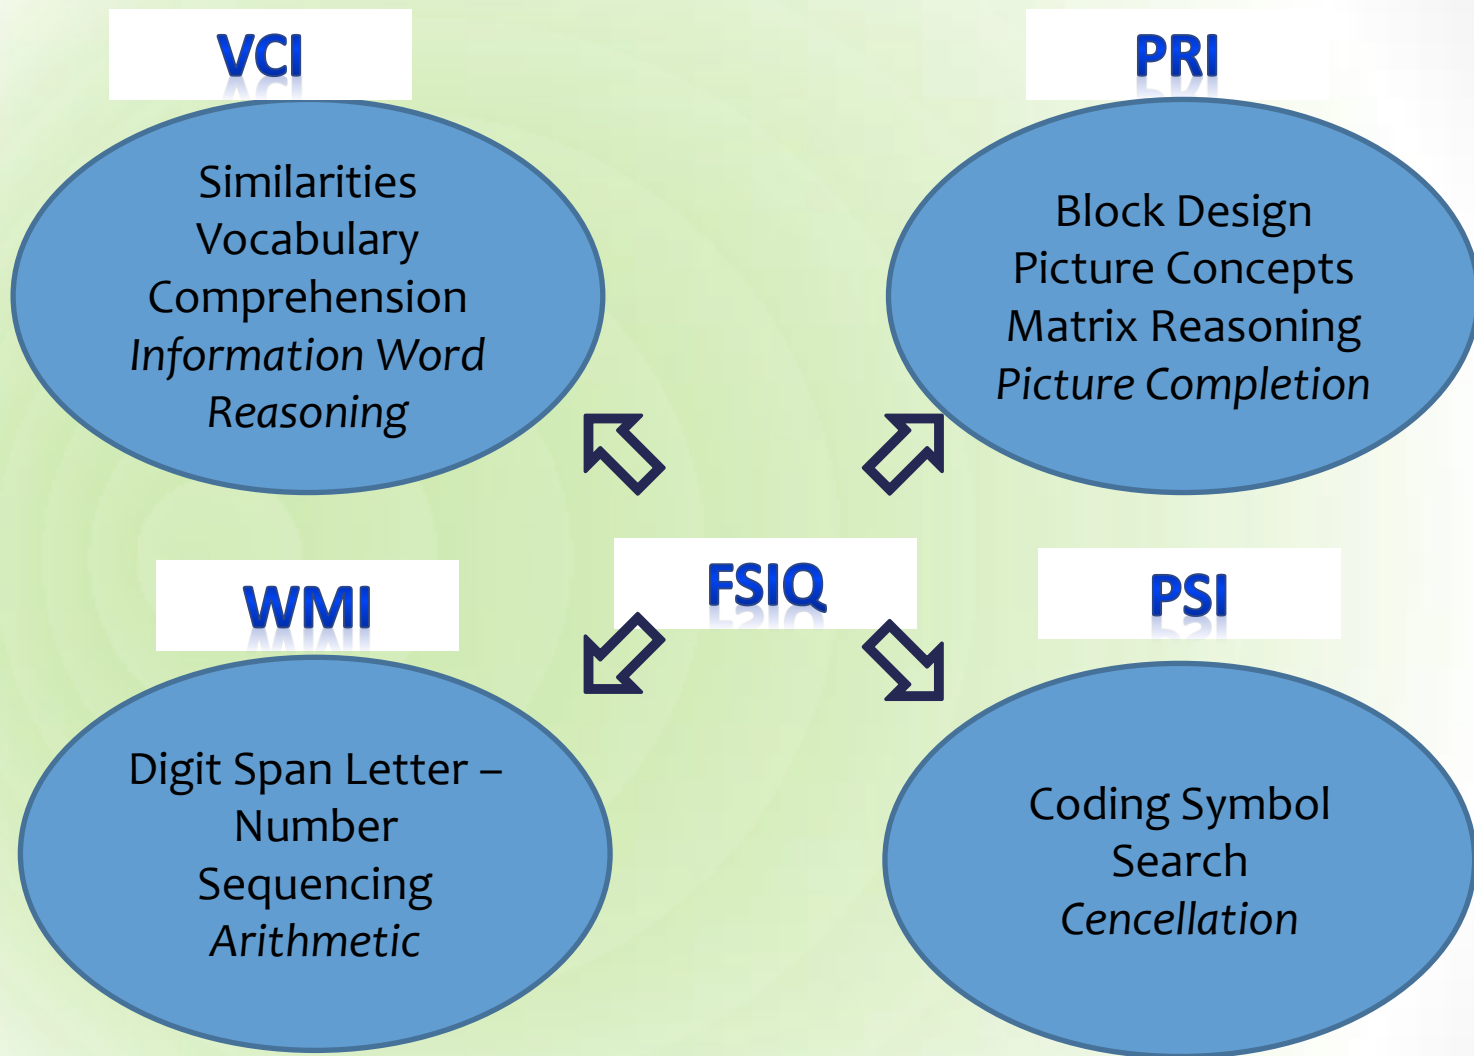 VCI
Similarities
Vocabulary
Comprehension
Information Word
Reasoning
PRI
Block Design
Picture Concepts
Matrix Reasoning
Picture Completion
FSIQ
WMI
Digit Span Letter –
Number
Sequencing
Arithmetic
PSI
Coding Symbol
Search
Cencellation